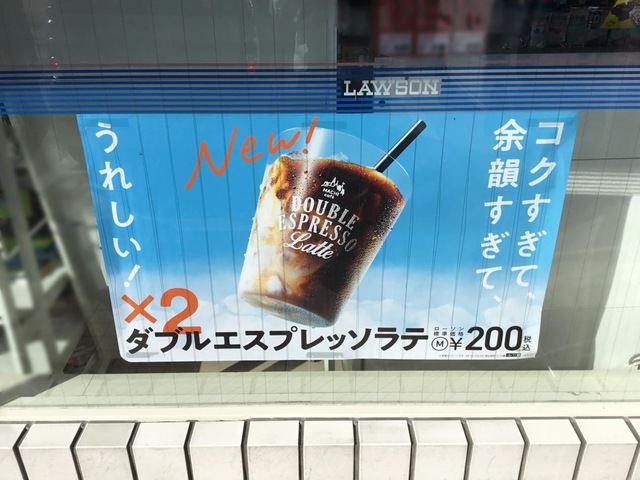 LAWSON
コクすぎて、
余韻すぎて、
うれしい!
New!
MACHI
café
DOUBLE
ESPRESSO
Latte
×2
ダブルエスプレッソラテ
ローソン
標準価格
Ⓜ ¥200 税込